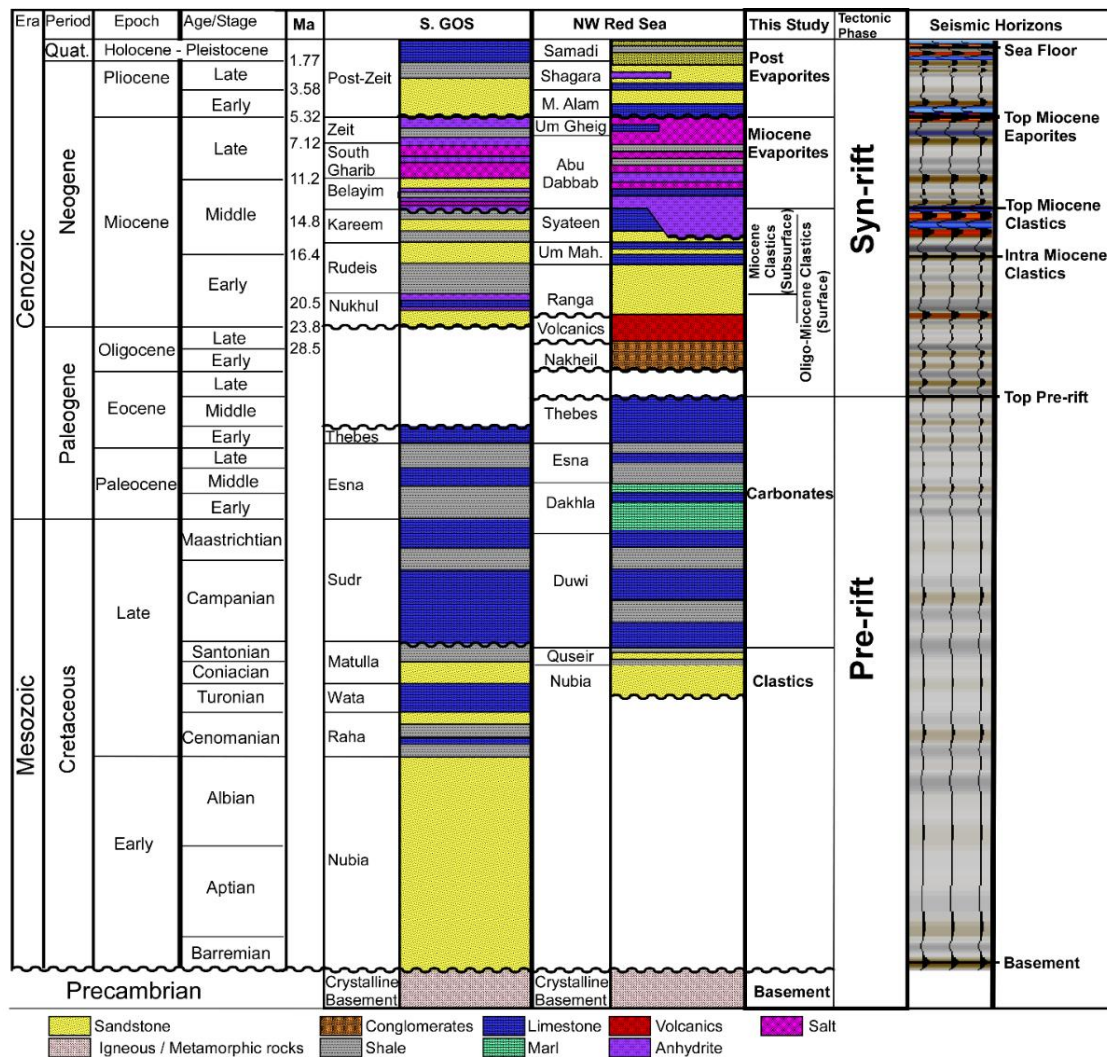 Era Period Epoch Age/Stage Ma S. GOS NW Red Sea This Study Tectonic Phase Seismic Horizons
Quat. Holocene - Pleistocene
1.77
Pliocene
Late
3.58
Early
5.32
Neogene
Miocene
Late
7.12
11.2
Middle
14.8
16.4
Early
20.5
23.8
Cenozoic
Paleogene
Oligocene
Late
28.5
Early
Eocene
Late
Middle
Early
Paleocene
Late
Middle
Early
Mesozoic
Cretaceous
Late
Maastrichtian
Campanian
Santonian
Coniacian
Turonian
Cenomanian
Early
Albian
Aptian
Barremian
Precambrian
Post-Zeit
Zeit
South
Gharib
Belayim
Kareem
Rudeis
Nukhul
Thebes
Esna
Sudr
Matulla
Wata
Raha
Nubia
Crystalline
Basement
Samadi
Shagara
M. Alam
Um Gheig
Abu
Dabbab
Syateen
Um Mah.
Ranga
Volcanics
Nakheil
Thebes
Esna
Dakhla
Duwi
Quseir
Nubia
Crystalline
Basement
Post
Evaporites
Miocene
Evaporites
Miocene
Clastics
(Subsurface)
Oligo-Miocene Clastics
(Surface)
Carbonates
Clastics
Basement
Syn-rift
Pre-rift
Sea Floor
Top Miocene
Eaporites
Top Miocene
Clastics
Intra Miocene
Clastics
Top Pre-rift
Basement
Sandstone Conglomerates Limestone Volcanics Salt
Igneous / Metamorphic rocks Shale Marl Anhydrite